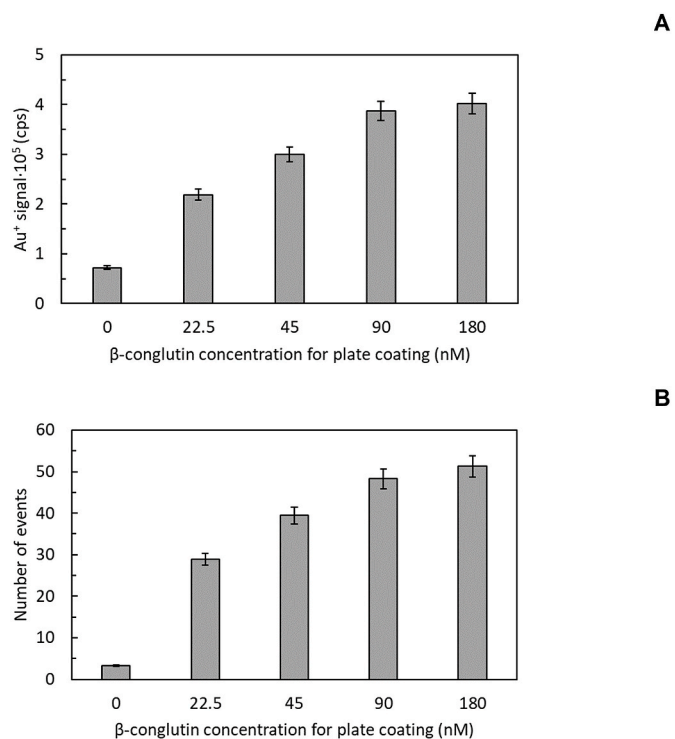 A
5
4
3
2
1
0
Au⁺ signal·10⁵ (cps)
0 22.5 45 90 180
β-conglutin concentration for plate coating (nM)
B
60
50
40
30
20
10
0
Number of events
0 22.5 45 90 180
β-conglutin concentration for plate coating (nM)